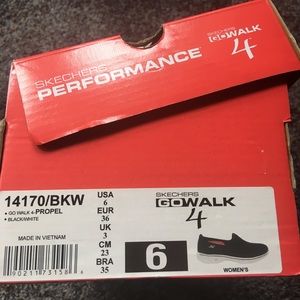 SKECHERS
PERFORMANCE
SKECHERS
GOWALK
4
14170/BKW
• GO WALK 4-PROPEL
• BLACK/WHITE
MADE IN VIETNAM
USA
6
EUR
36
UK
3
CM
23
BRA
35
SKECHERS
GOWALK
4
6
WOMEN'S